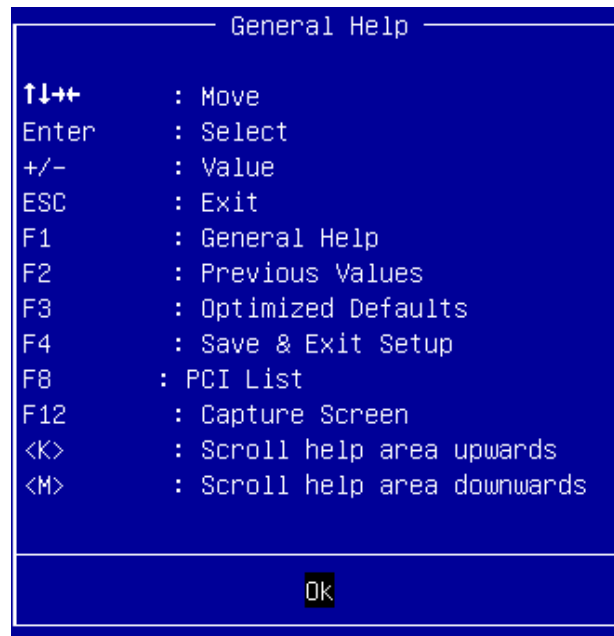 General Help
↑↓→← : Move
Enter : Select
+/- : Value
ESC : Exit
F1 : General Help
F2 : Previous Values
F3 : Optimized Defaults
F4 : Save & Exit Setup
F8 : PCI List
F12 : Capture Screen
<K> : Scroll help area upwards
<M> : Scroll help area downwards
Ok